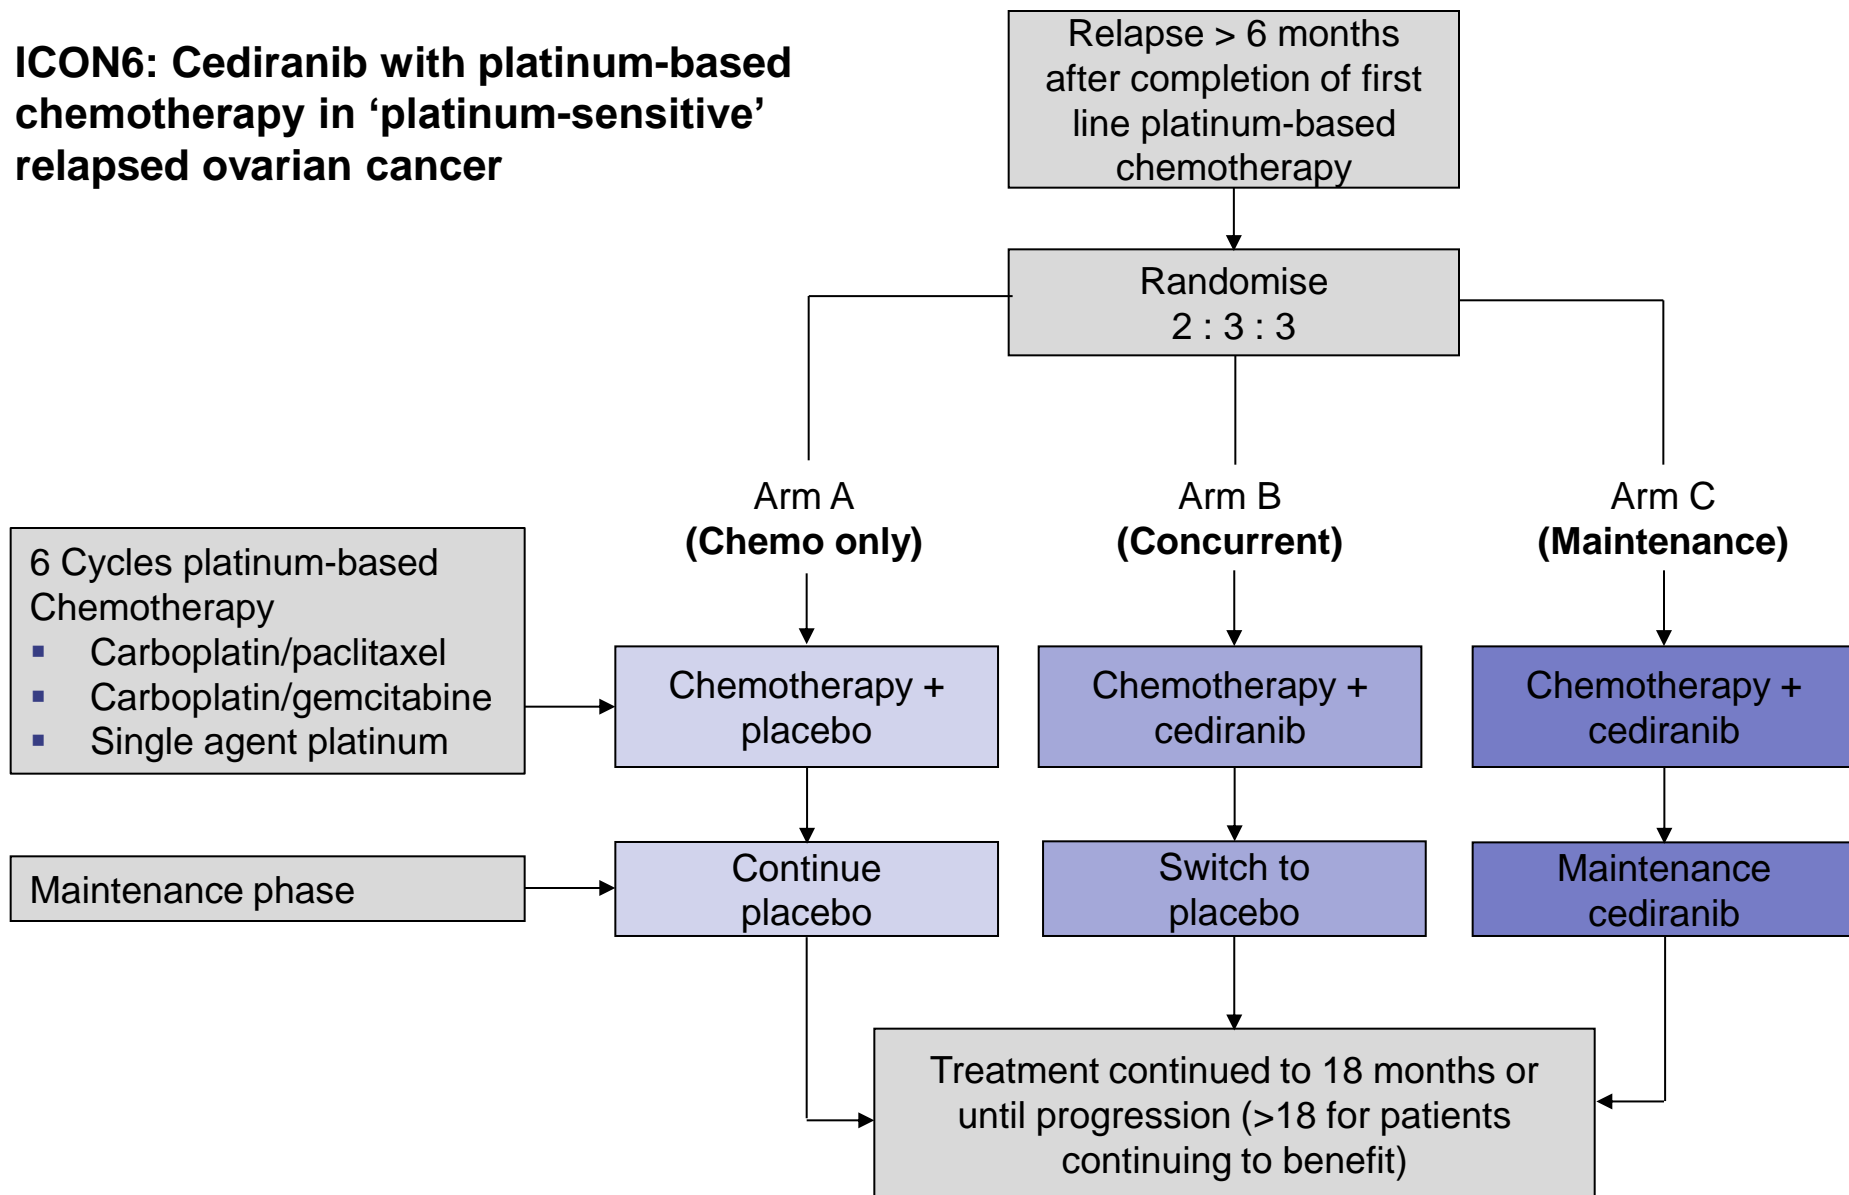 ICON6: Cediranib with platinum-based
chemotherapy in ‘platinum-sensitive’
relapsed ovarian cancer
Relapse > 6 months
after completion of first
line platinum-based
chemotherapy
Randomise
2 : 3 : 3
Arm A
(Chemo only)
Arm B
(Concurrent)
Arm C
(Maintenance)
6 Cycles platinum-based
Chemotherapy
▪ Carboplatin/paclitaxel
▪ Carboplatin/gemcitabine
▪ Single agent platinum
Chemotherapy +
placebo
Chemotherapy +
cediranib
Chemotherapy +
cediranib
Maintenance phase
Continue
placebo
Switch to
placebo
Maintenance
cediranib
Treatment continued to 18 months or
until progression (>18 for patients
continuing to benefit)